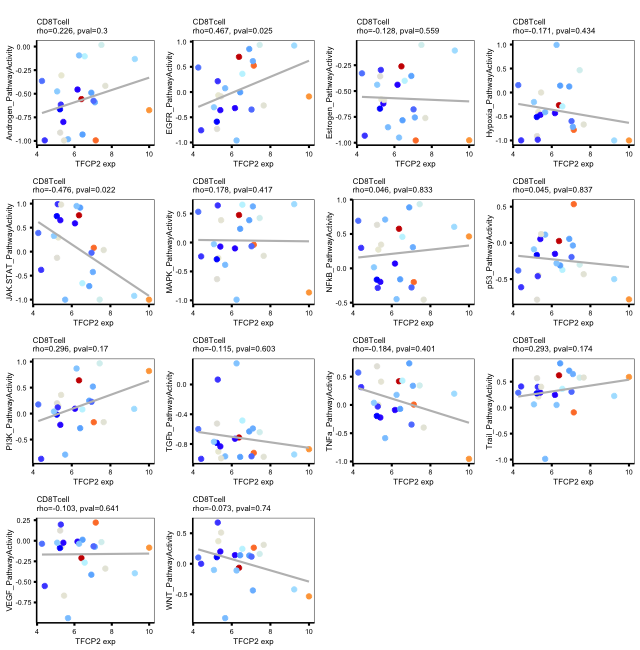 CD8Tcell
rho=0.226, pval=0.3
Androgen_PathwayActivity
0.00
-0.25
-0.50
-0.75
-1.00
4 6 8 10
TFCP2 exp
CD8Tcell
rho=0.467, pval=0.025
EGFR_PathwayActivity
1.0
0.5
0.0
-0.5
-1.0
4 6 8 10
TFCP2 exp
CD8Tcell
rho=-0.128, pval=0.559
Estrogen_PathwayActivity
-0.25
-0.50
-0.75
-1.00
4 6 8 10
TFCP2 exp
CD8Tcell
rho=-0.171, pval=0.434
Hypoxia_PathwayActivity
1.0
0.5
0.0
-0.5
-1.0
4 6 8 10
TFCP2 exp
CD8Tcell
rho=-0.476, pval=0.022
JAK.STAT_PathwayActivity
1.0
0.5
0.0
-0.5
-1.0
4 6 8 10
TFCP2 exp
CD8Tcell
rho=0.178, pval=0.417
MAPK_PathwayActivity
0.5
0.0
-0.5
-1.0
4 6 8 10
TFCP2 exp
CD8Tcell
rho=0.046, pval=0.833
NFkB_PathwayActivity
1.0
0.5
0.0
-0.5
4 6 8 10
TFCP2 exp
CD8Tcell
rho=0.045, pval=0.837
p53_PathwayActivity
0.5
0.0
-0.5
4 6 8 10
TFCP2 exp
CD8Tcell
rho=0.296, pval=0.17
PI3K_PathwayActivity
1.0
0.5
0.0
-0.5
4 6 8 10
TFCP2 exp
CD8Tcell
rho=-0.115, pval=0.603
TGFb_PathwayActivity
0.0
-0.4
-0.8
4 6 8 10
TFCP2 exp
CD8Tcell
rho=-0.184, pval=0.401
TNFa_PathwayActivity
0.5
0.0
-0.5
-1.0
4 6 8 10
TFCP2 exp
CD8Tcell
rho=0.293, pval=0.174
Trail_PathwayActivity
0.5
0.0
-0.5
-1.0
4 6 8 10
TFCP2 exp
CD8Tcell
rho=-0.103, pval=0.641
VEGF_PathwayActivity
0.25
0.00
-0.25
-0.50
-0.75
4 6 8 10
TFCP2 exp
CD8Tcell
rho=-0.073, pval=0.74
WNT_PathwayActivity
0.5
0.0
-0.5
4 6 8 10
TFCP2 exp